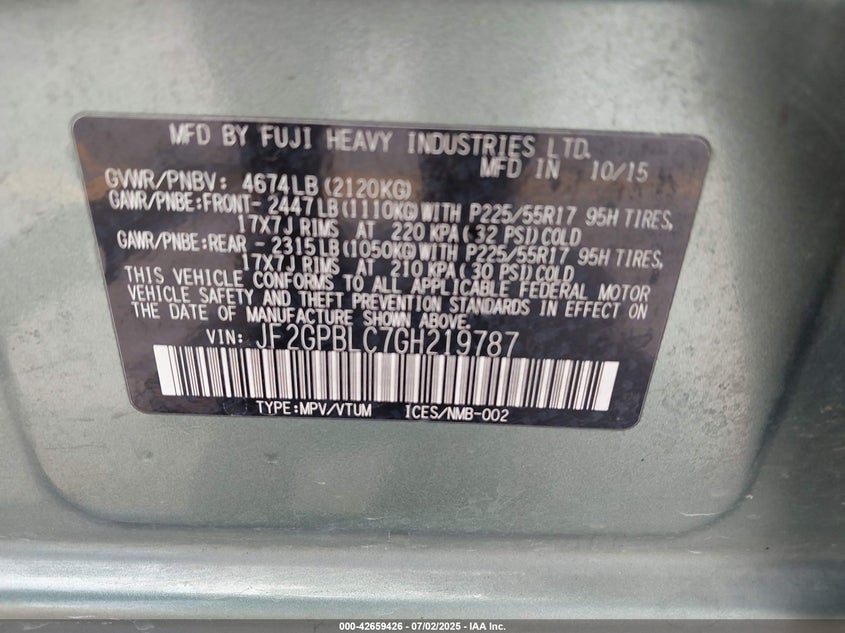 MFD BY FUJI HEAVY INDUSTRIES LTD.
MFD IN 10/15
GVWR/PNBV: 4674LB (2120KG)
GAWR/PNBE:FRONT- 2447LB(1110KG)WITH P225/55R17 95H TIRES,
17X7J RIMS AT 220 KPA(32 PSI)COLD
GAWR/PNBE:REAR - 2315LB(1050KG)WITH P225/55R17 95H TIRES,
17X7J RIMS AT 210 KPA(30 PSI)COLD
THIS VEHICLE CONFORMS TO ALL APPLICABLE FEDERAL MOTOR
VEHICLE SAFETY AND THEFT PREVENTION STANDARDS IN EFFECT ON
THE DATE OF MANUFACTURE SHOWN ABOVE.
VIN: JF2GPBLC7GH219787
TYPE:MPV/VTUM ICES/NMB-002
000-42659426 - 07/02/2025 - IAA Inc.